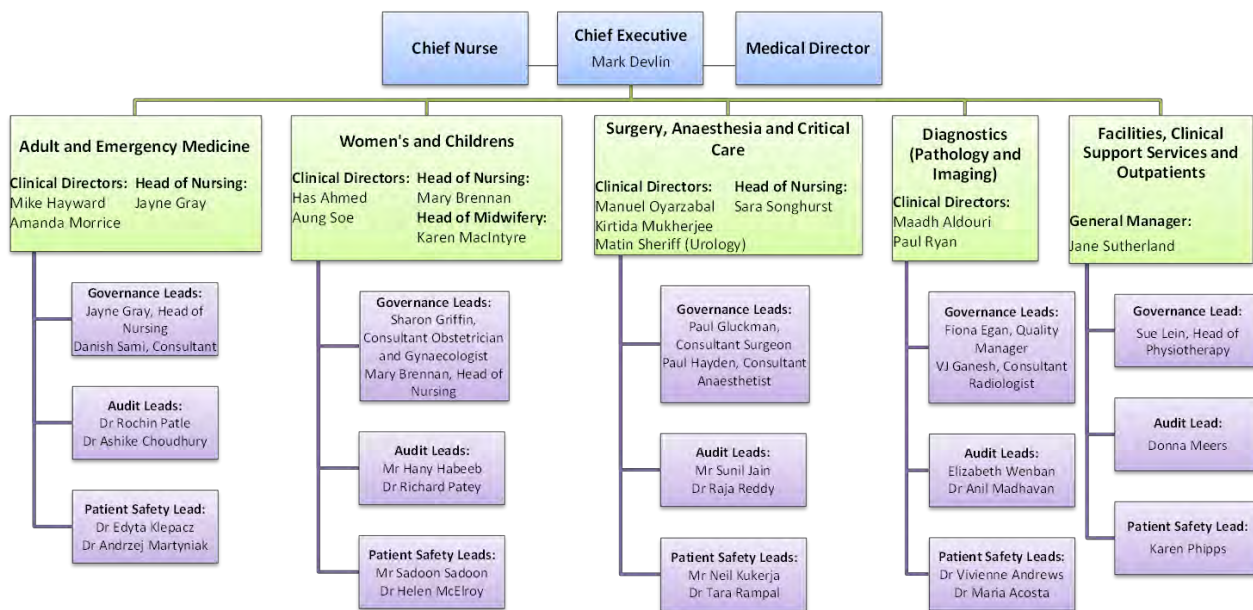 Chief Nurse
Chief Executive
Mark Devlin
Medical Director
Adult and Emergency Medicine
Clinical Directors:
Mike Hayward
Amanda Morrice
Head of Nursing:
Jayne Gray
Governance Leads:
Jayne Gray, Head of
Nursing
Danish Sami, Consultant
Audit Leads:
Dr Rochin Patle
Dr Ashike Choudhury
Patient Safety Lead:
Dr Edyta Klepacz
Dr Andrzej Martyniak
Women's and Childrens
Clinical Directors:
Has Ahmed
Aung Soe
Head of Nursing:
Mary Brennan
Head of Midwifery:
Karen MacIntyre
Governance Leads:
Sharon Griffin,
Consultant Obstetrician
and Gynaecologist
Mary Brennan, Head of
Nursing
Audit Leads:
Mr Hany Habeeb
Dr Richard Patey
Patient Safety Leads:
Mr Sadoon Sadoon
Dr Helen McElroy
Surgery, Anaesthesia and Critical
Care
Clinical Directors:
Manuel Oyarzabal
Kirtida Mukherjee
Matin Sheriff (Urology)
Head of Nursing:
Sara Songhurst
Governance Leads:
Paul Gluckman,
Consultant Surgeon
Paul Hayden, Consultant
Anaesthetist
Audit Leads:
Mr Sunil Jain
Dr Raja Reddy
Patient Safety Leads:
Mr Neil Kukerja
Dr Tara Rampal
Diagnostics
(Pathology and
Imaging)
Clinical Directors:
Maadh Aldouri
Paul Ryan
Governance Leads:
Fiona Egan, Quality
Manager
VJ Ganesh, Consultant
Radiologist
Audit Leads:
Elizabeth Wenban
Dr Anil Madhavan
Patient Safety Leads:
Dr Vivienne Andrews
Dr Maria Acosta
Facilities, Clinical
Support Services and
Outpatients
General Manager:
Jane Sutherland
Governance Lead:
Sue Lein, Head of
Physiotherapy
Audit Lead:
Donna Meers
Patient Safety Lead:
Karen Phipps